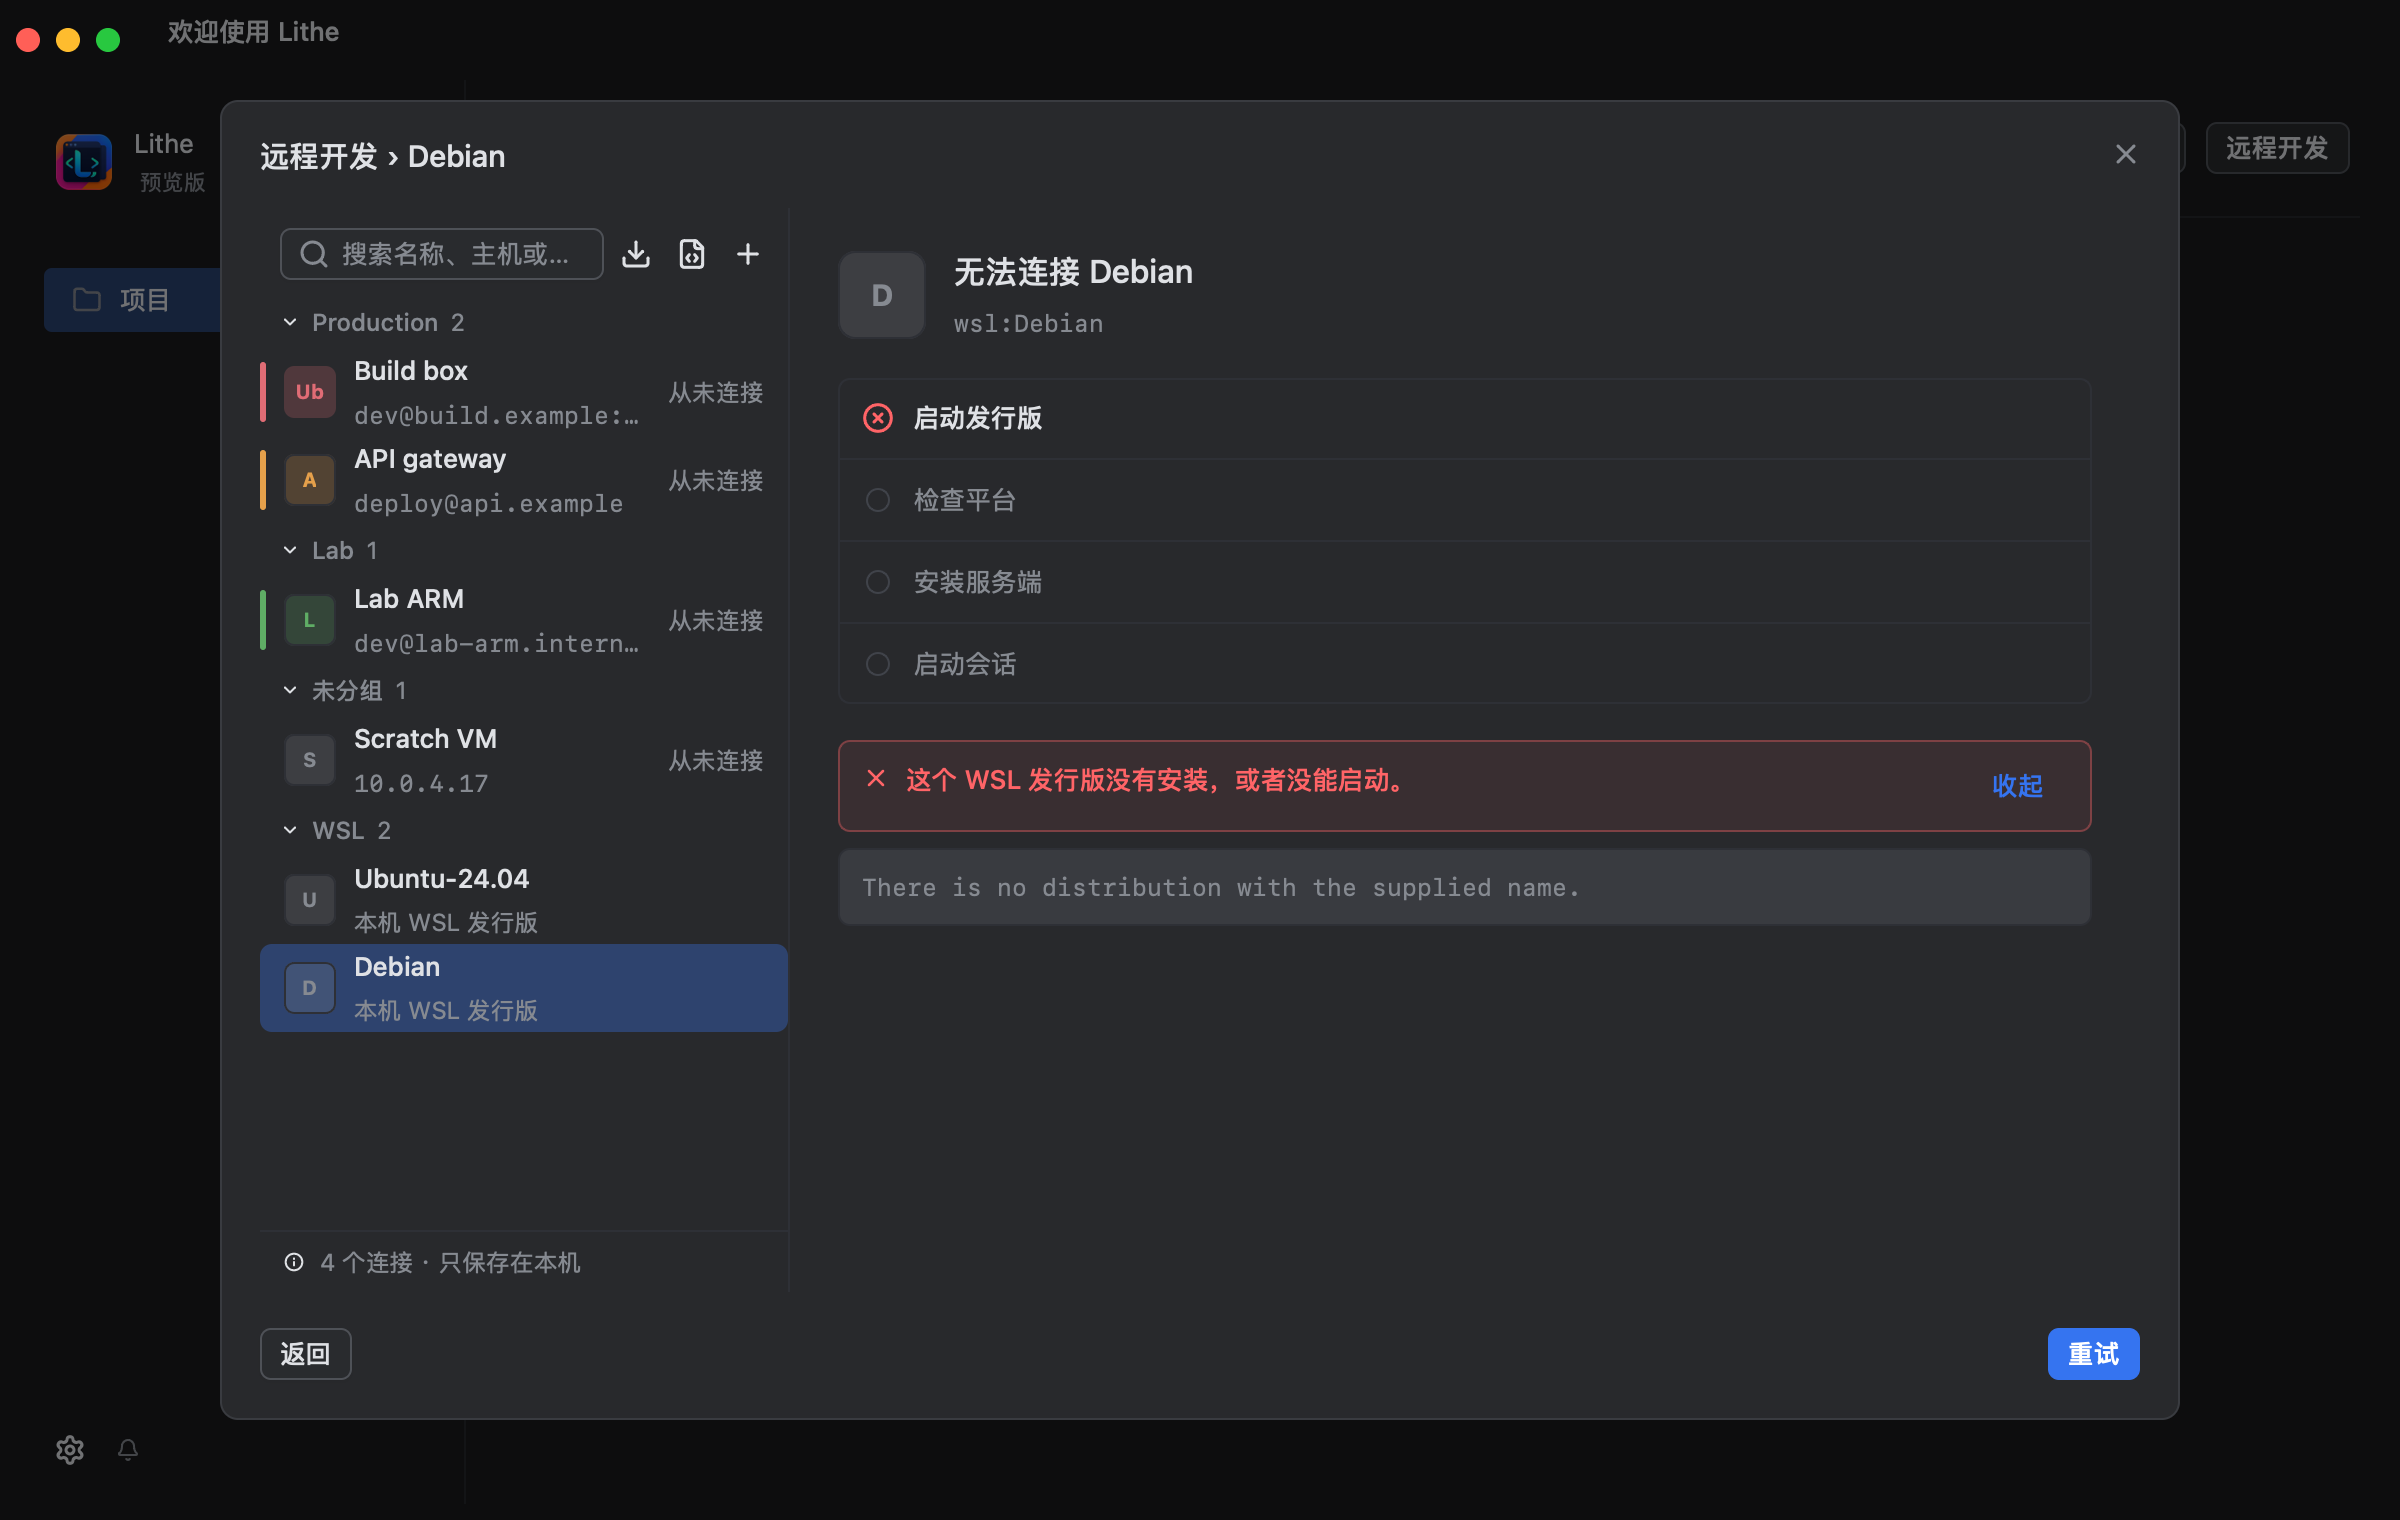 欢迎使用 Lithe
Lithe
预览版
远程开发
项目
远程开发 › Debian
搜索名称、主机或...
Production 2
Ub
Build box
dev@build.example:…
从未连接
A
API gateway
deploy@api.example
从未连接
Lab 1
L
Lab ARM
dev@lab-arm.intern…
从未连接
未分组 1
S
Scratch VM
10.0.4.17
从未连接
WSL 2
U
Ubuntu-24.04
本机 WSL 发行版
D
Debian
本机 WSL 发行版
4 个连接 · 只保存在本机
D
无法连接 Debian
wsl:Debian
启动发行版
检查平台
安装服务端
启动会话
这个 WSL 发行版没有安装，或者没能启动。
收起
There is no distribution with the supplied name.
返回
重试